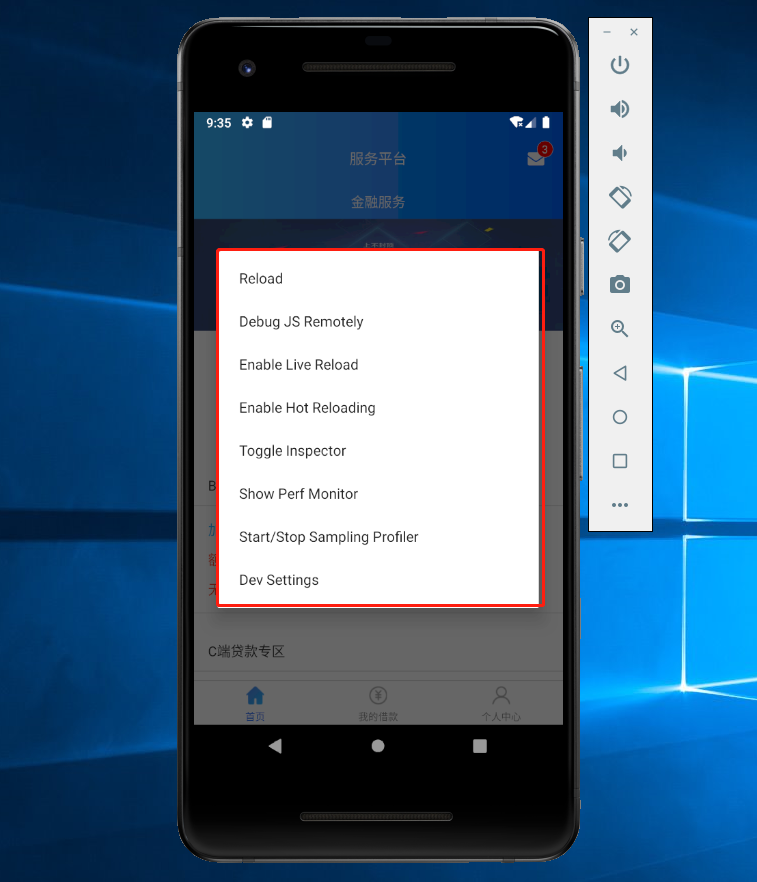 9:35
服务平台
3
金融服务
Reload
Debug JS Remotely
Enable Live Reload
Enable Hot Reloading
Toggle Inspector
Show Perf Monitor
Start/Stop Sampling Profiler
Dev Settings
C端贷款专区
首页
我的借款
个人中心